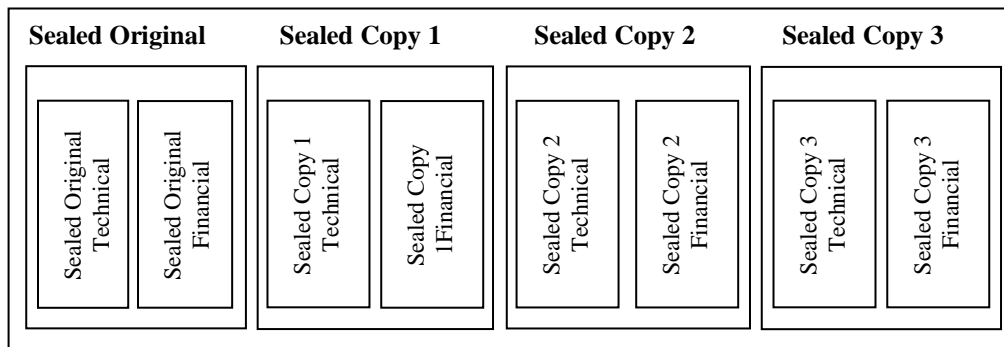 Sealed Original
Sealed Copy 1
Sealed Copy 2
Sealed Copy 3
Sealed Original
Technical
Sealed Original
Financial
Sealed Copy 1
Technical
Sealed Copy
1Financial
Sealed Copy 2
Technical
Sealed Copy 2
Financial
Sealed Copy 3
Technical
Sealed Copy 3
Financial